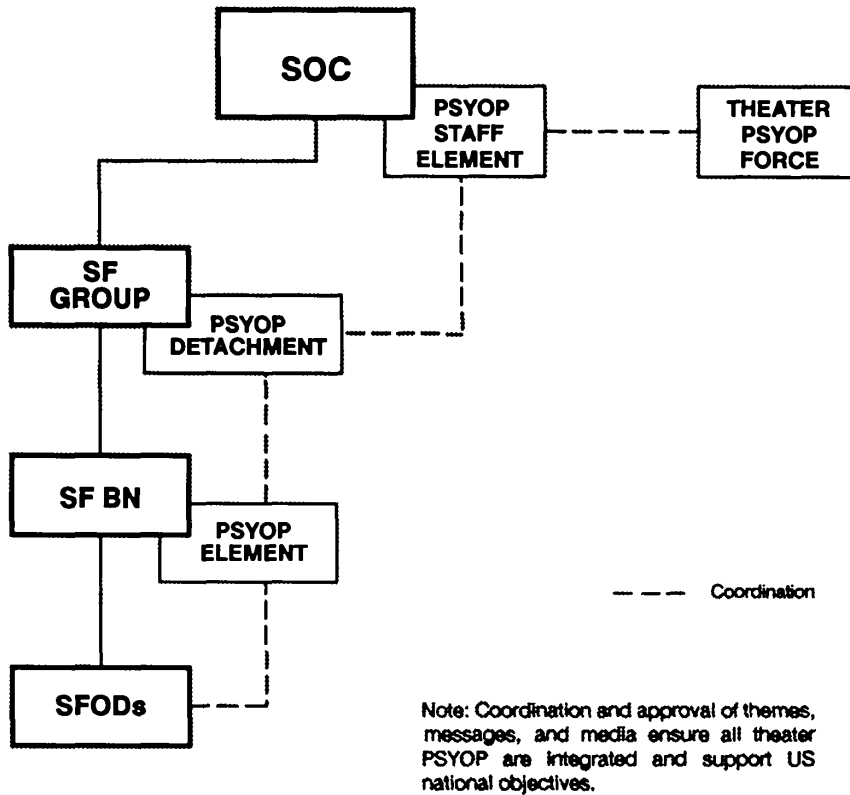 SOC
PSYOP
STAFF
ELEMENT
THEATER
PSYOP
FORCE
SF
GROUP
PSYOP
DETACHMENT
SF BN
PSYOP
ELEMENT
Coordination
SFODs
Note: Coordination and approval of themes,
messages, and media ensure all theater
PSYOP are integrated and support US
national objectives.